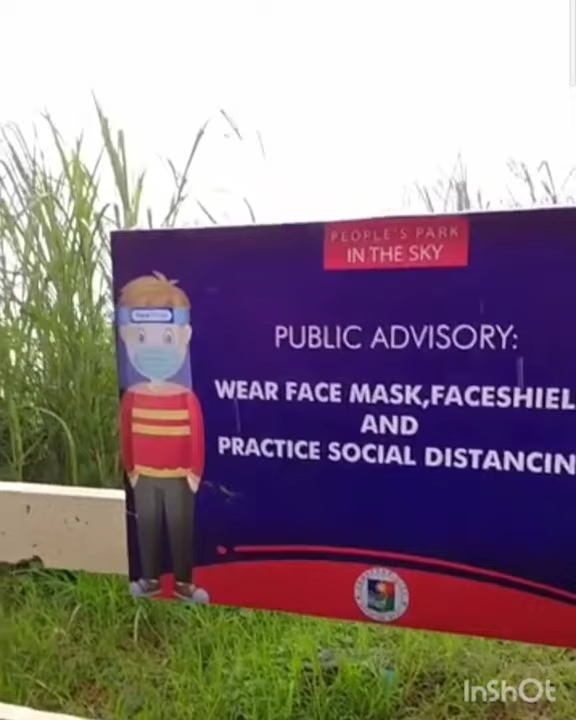 PEOPLE'S PARK
IN THE SKY
PUBLIC ADVISORY:
WEAR FACE MASK,FACESHIEL
AND
PRACTICE SOCIAL DISTANCIN
InShOt